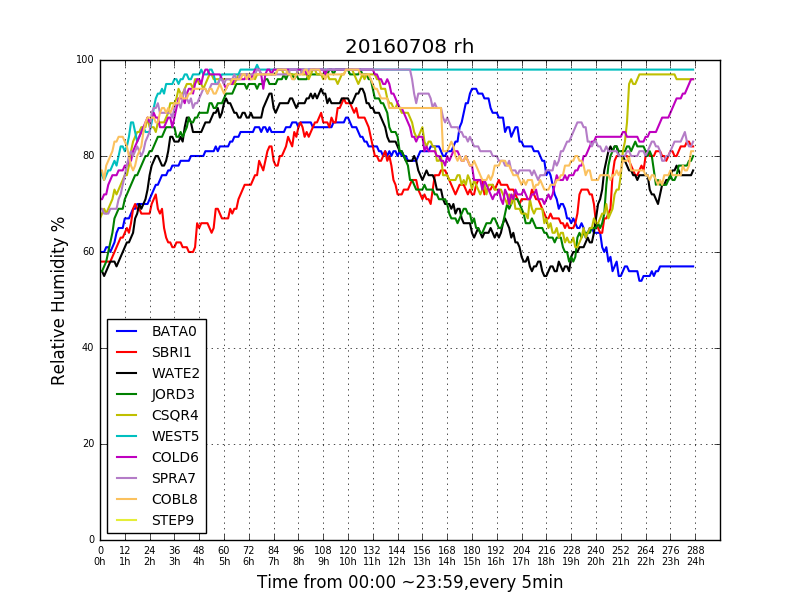 20160708 rh
Relative Humidity %
100
80
60
40
20
0
BATA0
SBRI1
WATE2
JORD3
CSQR4
WEST5
COLD6
SPRA7
COBL8
STEP9
0 12 24 36 48 60 72 84 96 108 120 132 144 156 168 180 192 204 216 228 240 252 264 276 288
0h 1h 2h 3h 4h 5h 6h 7h 8h 9h 10h 11h 12h 13h 14h 15h 16h 17h 18h 19h 20h 21h 22h 23h 24h
Time from 00:00 ~23:59,every 5min